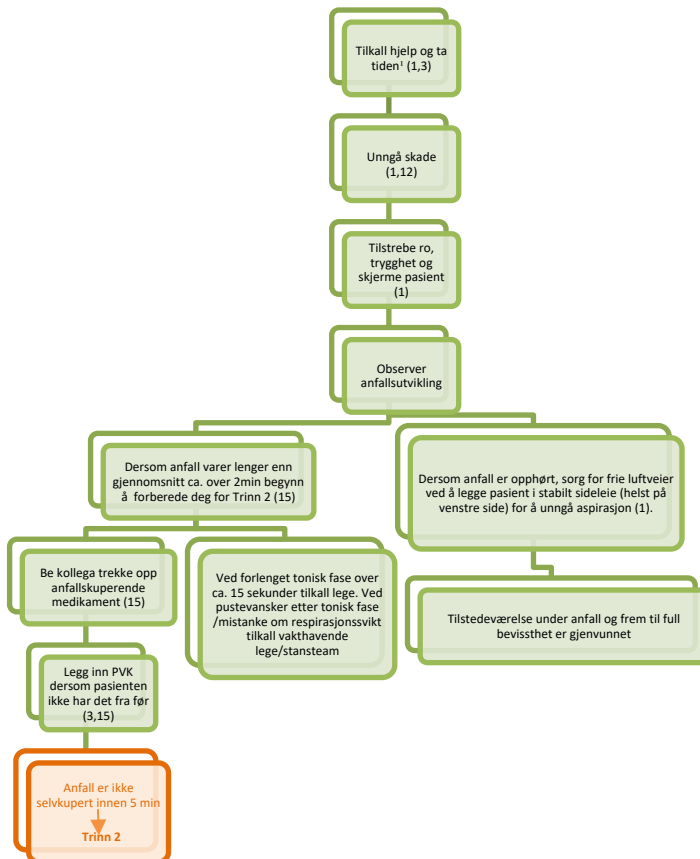 Tilkall hjelp og ta
tiden¹ (1,3)
Unngå skade
(1,12)
Tilstrebe ro,
trygghet og
skjerme pasient
(1)
Observer
anfallsutvikling
Dersom anfall varer lenger enn
gjennomsnitt ca. over 2min begynn
å forberede deg for Trinn 2 (15)
Dersom anfall er opphørt, sorg for frie luftveier
ved å legge pasient i stabilt sideleie (helst på
venstre side) for å unngå aspirasjon (1).
Be kollega trekke opp
anfallskuperende
medikament (15)
Ved forlenget tonisk fase over
ca. 15 sekunder tilkall lege. Ved
pustevansker etter tonisk fase
/mistanke om respirasjonssvikt
tilkall vakthavende
lege/stansteam
Tilstedeværelse under anfall og frem til full
bevissthet er gjenvunnet
Legg inn PVK
dersom pasienten
ikke har det fra før
(3,15)
Anfall er ikke
selvkupert innen 5 min
Trinn 2